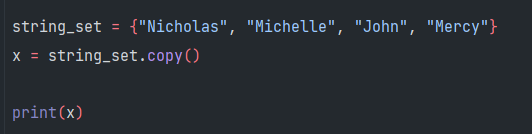 string_set = {"Nicholas", "Michelle", "John", "Mercy"}
x = string_set.copy()
print(x)